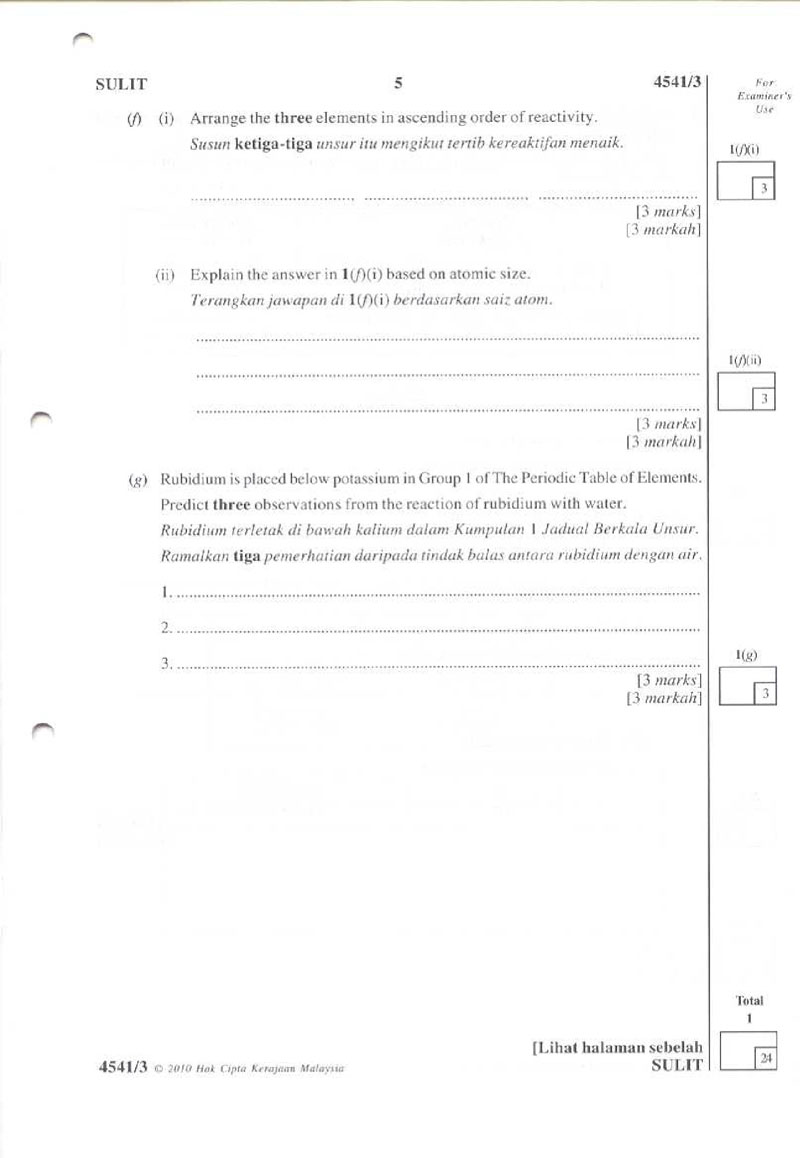 SULIT 5 4541/3
For
Examiner's
Use
(f) (i) Arrange the three elements in ascending order of reactivity.
Susun ketiga-tiga unsur itu mengikut tertib kereaktifan menaik.
1(f)(i)
3
[3 marks]
[3 markah]
(ii) Explain the answer in 1(f)(i) based on atomic size.
Terangkan jawapan di 1(f)(i) berdasarkan saiz atom.
1(f)(ii)
3
[3 marks]
[3 markah]
(g) Rubidium is placed below potassium in Group 1 of The Periodic Table of Elements.
Predict three observations from the reaction of rubidium with water.
Rubidium terletak di bawah kalium dalam Kumpulan 1 Jadual Berkala Unsur.
Ramalkan tiga pemerhatian daripada tindak balas antara rubidium dengan air.
1.
2.
3.
1(g)
3
[3 marks]
[3 markah]
Total
1
24
[Lihat halaman sebelah
4541/3 © 2010 Hak Cipta Kerajaan Malaysia SULIT